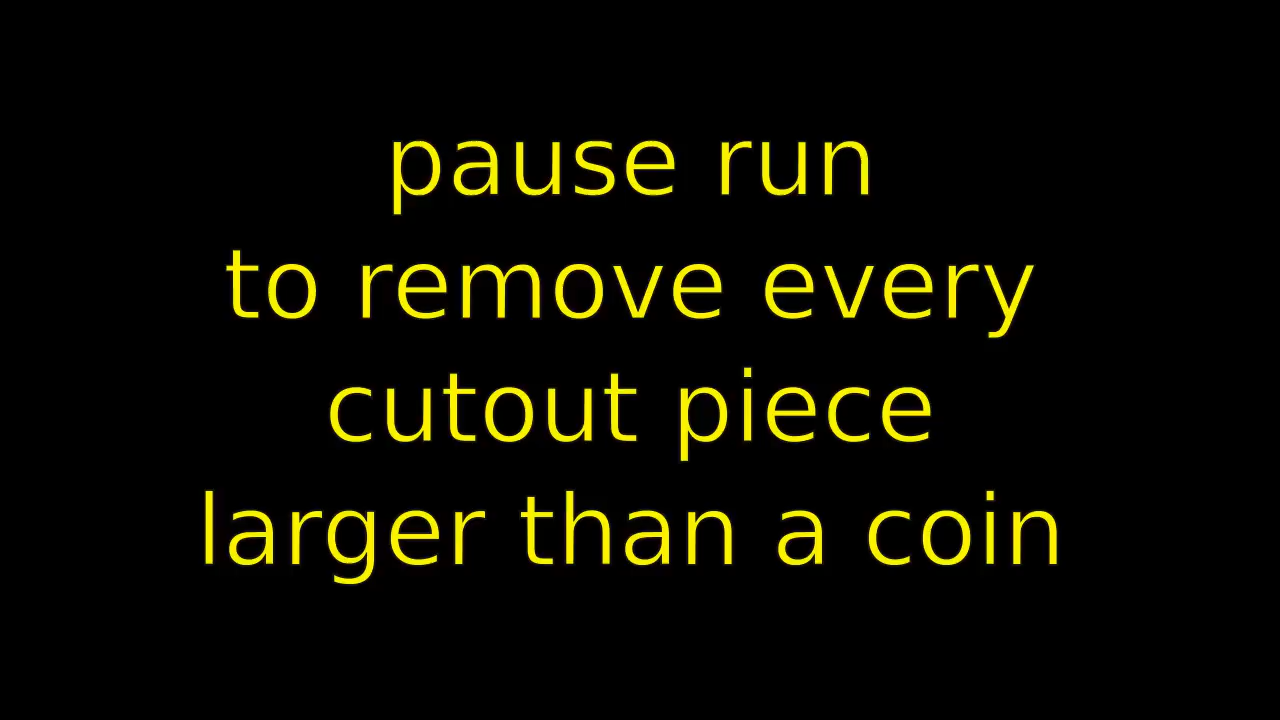 pause run
to remove every
cutout piece
larger than a coin